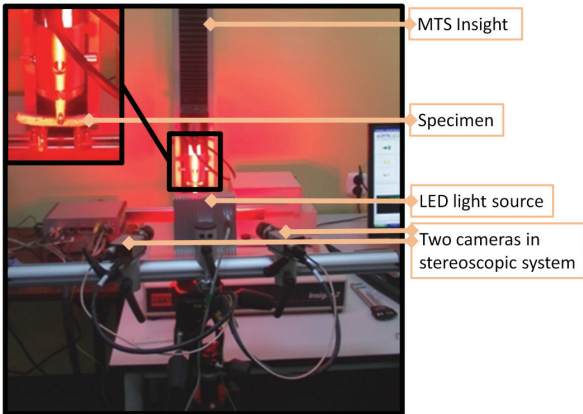 MTS Insight
Specimen
LED light source
Two cameras in
stereoscopic system